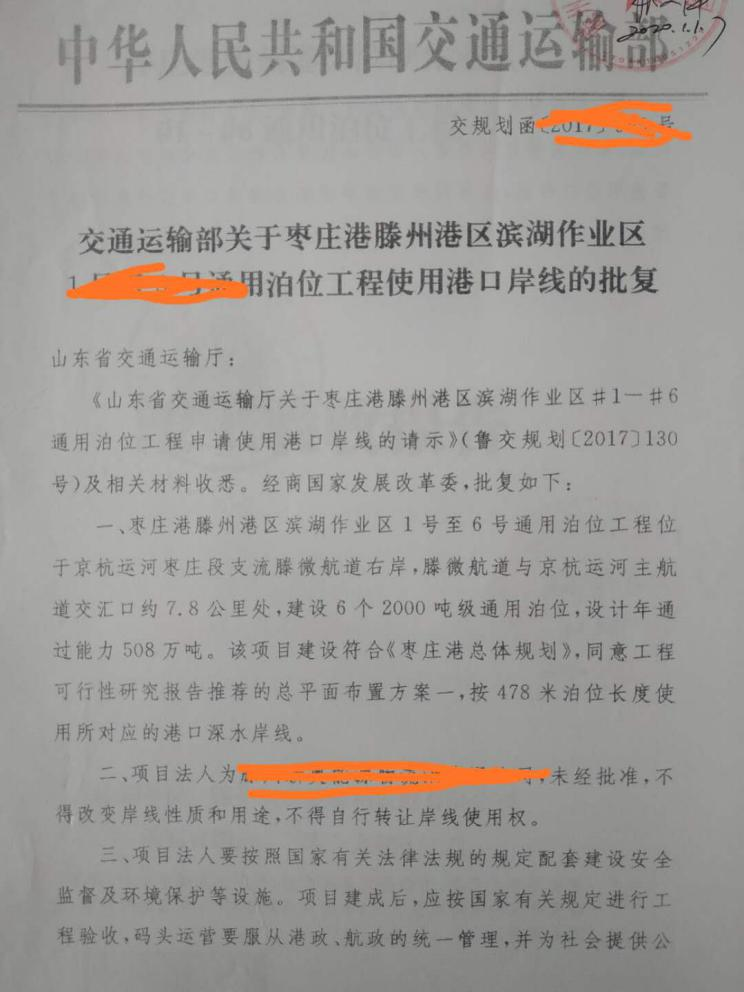 2020.1.17
中华人民共和国交通运输部
交规划函〔2017〕 号
交通运输部关于枣庄港滕州港区滨湖作业区
1 号通用泊位工程使用港口岸线的批复
山东省交通运输厅：
《山东省交通运输厅关于枣庄港滕州港区滨湖作业区＃1—＃6
通用泊位工程申请使用港口岸线的请示》（鲁交规划〔2017〕130
号）及相关材料收悉。经商国家发展改革委，批复如下：
一、枣庄港滕州港区滨湖作业区1号至6号通用泊位工程位
于京杭运河枣庄段支流滕微航道右岸，滕微航道与京杭运河主航
道交汇口约7.8公里处，建设6个2000吨级通用泊位，设计年通
过能力508万吨。该项目建设符合《枣庄港总体规划》，同意工程
可行性研究报告推荐的总平面布置方案一，按478米泊位长度使
用所对应的港口深水岸线。
二、项目法人为 ，未经批准，不
得改变岸线性质和用途，不得自行转让岸线使用权。
三、项目法人要按照国家有关法律法规的规定配套建设安全
监督及环境保护等设施。项目建成后，应按国家有关规定进行工
程验收，码头运营要服从港政、航政的统一管理，并为社会提供公